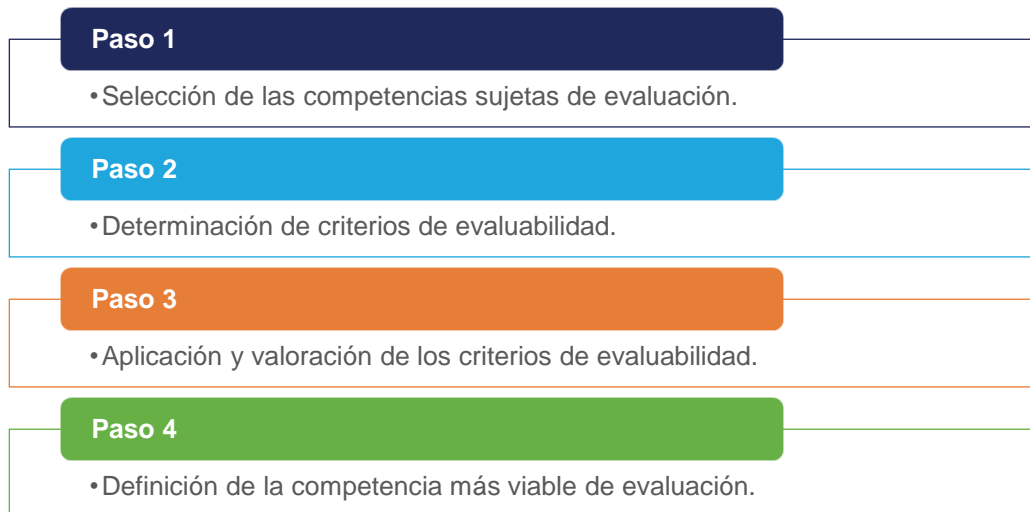 Paso 1
•Selección de las competencias sujetas de evaluación.
Paso 2
•Determinación de criterios de evaluabilidad.
Paso 3
•Aplicación y valoración de los criterios de evaluabilidad.
Paso 4
•Definición de la competencia más viable de evaluación.